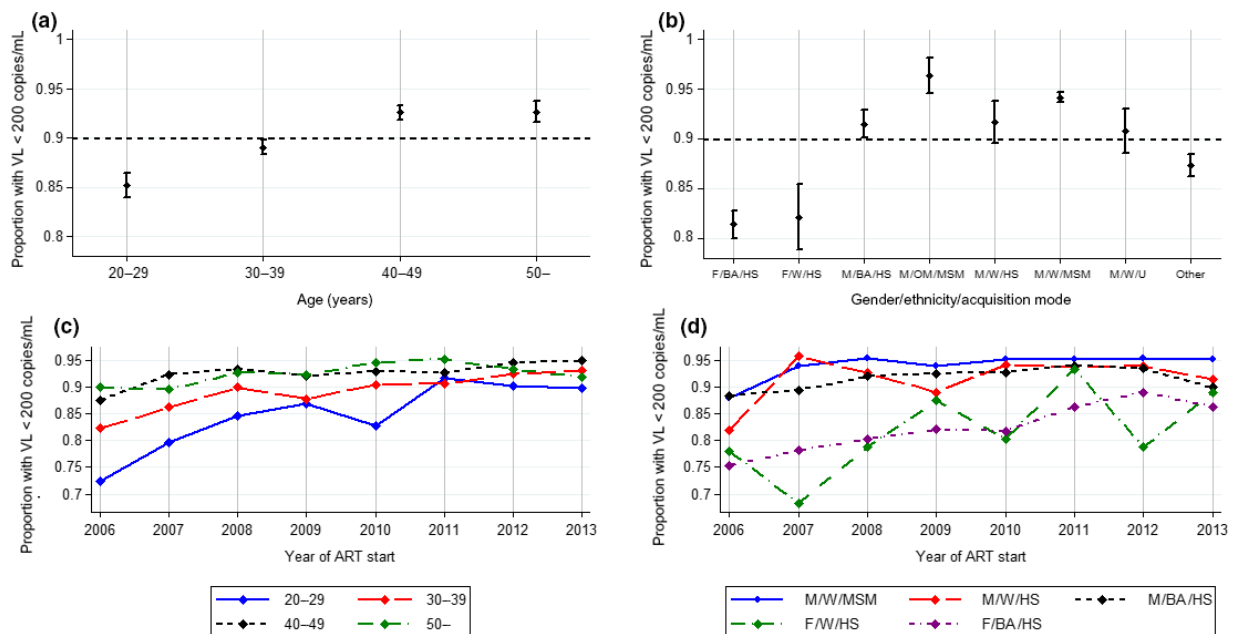 (a)
Proportion with VL < 200 copies/mL
1
0.95
0.9
0.85
0.8
20–29 30–39 40–49 50–
Age (years)
(b)
Proportion with VL < 200 copies/mL
1
0.95
0.9
0.85
0.8
F/BA/HS F/W/HS M/BA/HS M/OM/MSM M/W/HS M/W/MSM M/W/U Other
Gender/ethnicity/acquisition mode
(c)
Proportion with VL < 200 copies/mL
0.95
0.9
0.85
0.8
0.75
0.7
2006 2007 2008 2009 2010 2011 2012 2013
Year of ART start
20–29 30–39
40–49 50–
(d)
Proportion with VL < 200 copies/mL
0.95
0.9
0.85
0.8
0.75
0.7
2006 2007 2008 2009 2010 2011 2012 2013
Year of ART start
M/W/MSM M/W/HS M/BA/HS
F/W/HS F/BA/HS